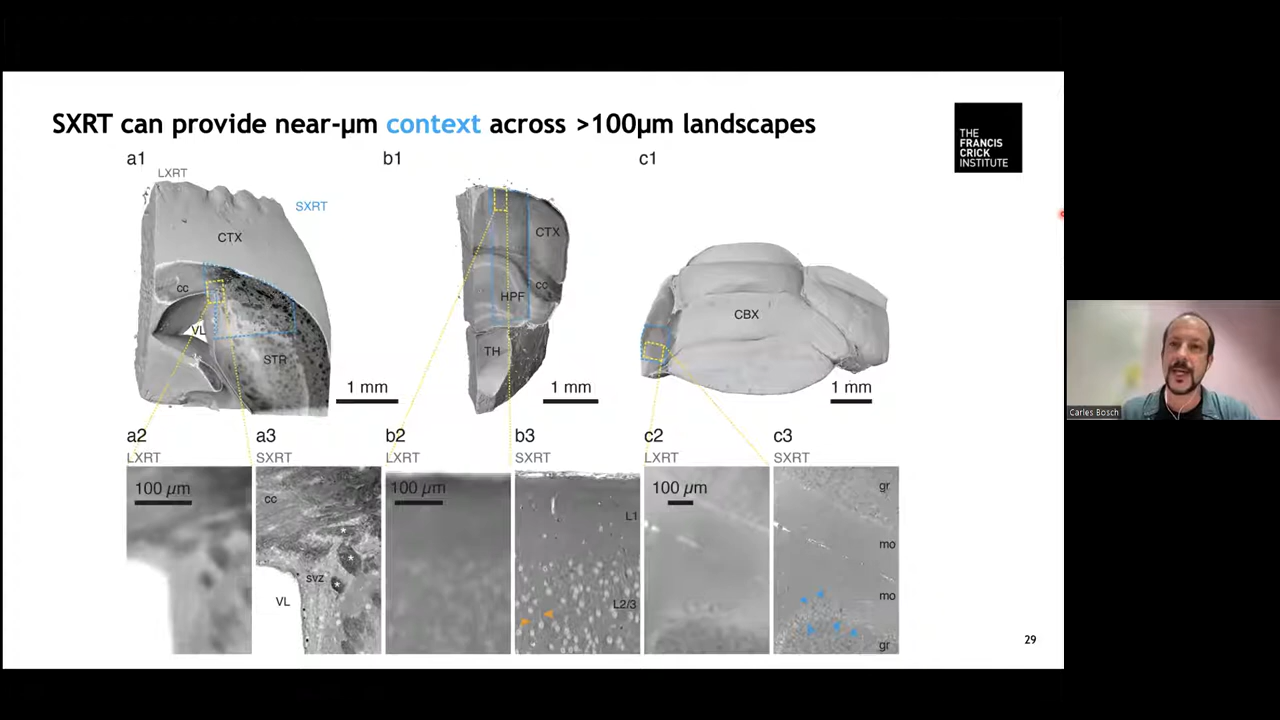 SXRT can provide near-µm context across >100µm landscapes
THE
FRANCIS
CRICK
INSTITUTE
a1
LXRT
SXRT
CTX
cc
VL
STR
1 mm
b1
CTX
cc
HPF
TH
1 mm
c1
CBX
1 mm
a2
LXRT
100 µm
a3
SXRT
cc
svz
VL
b2
LXRT
100 µm
b3
SXRT
L1
L2/3
c2
LXRT
100 µm
c3
SXRT
gr
mo
mo
gr
29
Carles Bosch